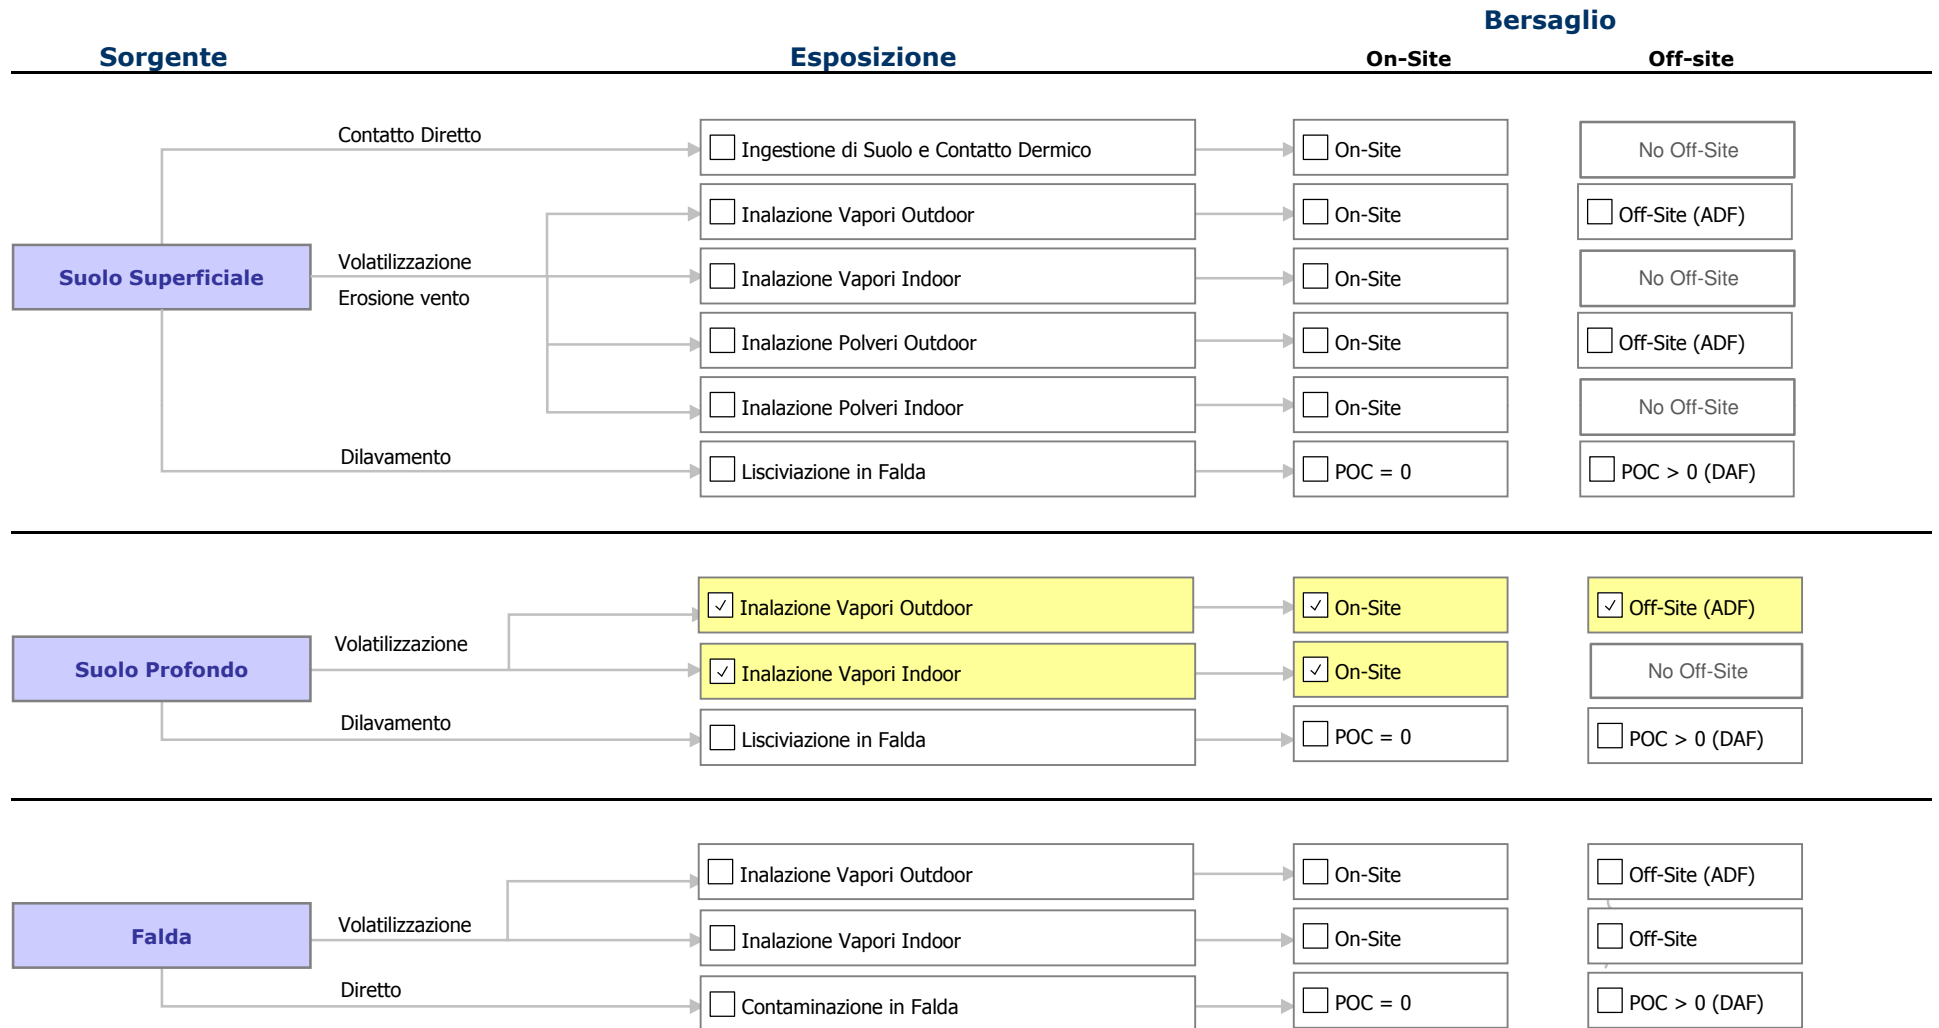 Bersaglio
Sorgente Esposizione On-Site Off-site
Contatto Diretto
Ingestione di Suolo e Contatto Dermico On-Site No Off-Site
Inalazione Vapori Outdoor On-Site Off-Site (ADF)
Suolo Superficiale
Volatilizzazione
Erosione vento
Inalazione Vapori Indoor On-Site No Off-Site
Inalazione Polveri Outdoor On-Site Off-Site (ADF)
Inalazione Polveri Indoor On-Site No Off-Site
Dilavamento
Lisciviazione in Falda POC = 0 POC > 0 (DAF)
Inalazione Vapori Outdoor On-Site Off-Site (ADF)
Volatilizzazione
Suolo Profondo
Inalazione Vapori Indoor On-Site No Off-Site
Dilavamento
Lisciviazione in Falda POC = 0 POC > 0 (DAF)
Inalazione Vapori Outdoor On-Site Off-Site (ADF)
Volatilizzazione
Falda
Inalazione Vapori Indoor On-Site Off-Site
Diretto
Contaminazione in Falda POC = 0 POC > 0 (DAF)